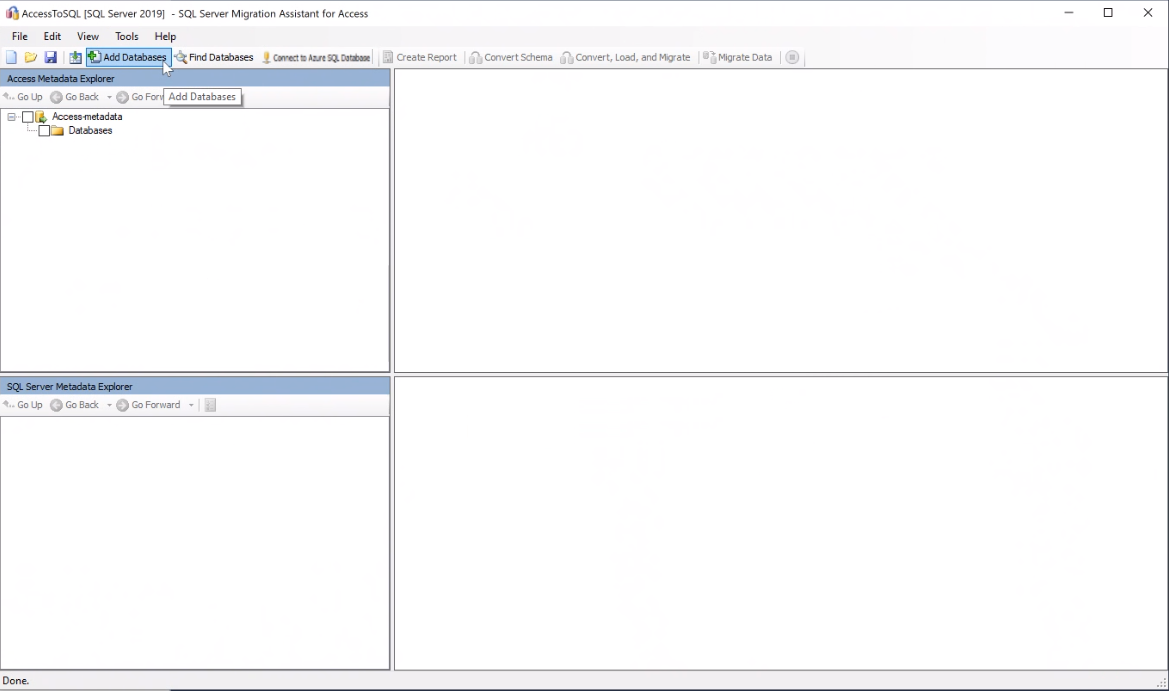 AccessToSQL [SQL Server 2019] - SQL Server Migration Assistant for Access
File Edit View Tools Help
Add Databases Find Databases Connect to Azure SQL Database Create Report Convert Schema Convert, Load, and Migrate Migrate Data
Access Metadata Explorer
Go Up Go Back Go Forw
Add Databases
Access-metadata
Databases
SQL Server Metadata Explorer
Go Up Go Back Go Forward
Done.